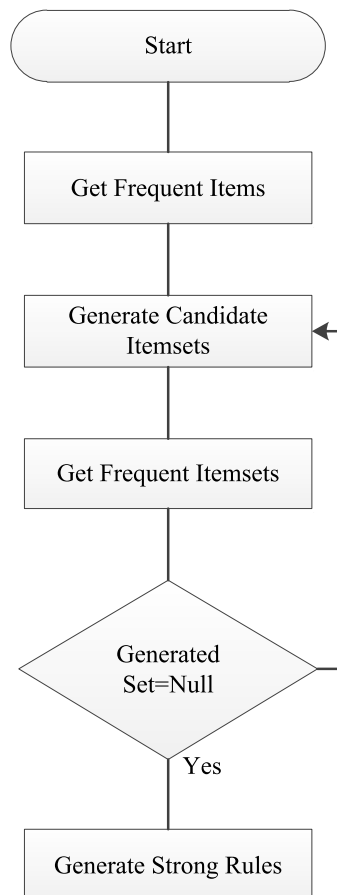 Start
Get Frequent Items
Generate Candidate
Itemsets
Get Frequent Itemsets
Generated
Set=Null
Yes
Generate Strong Rules